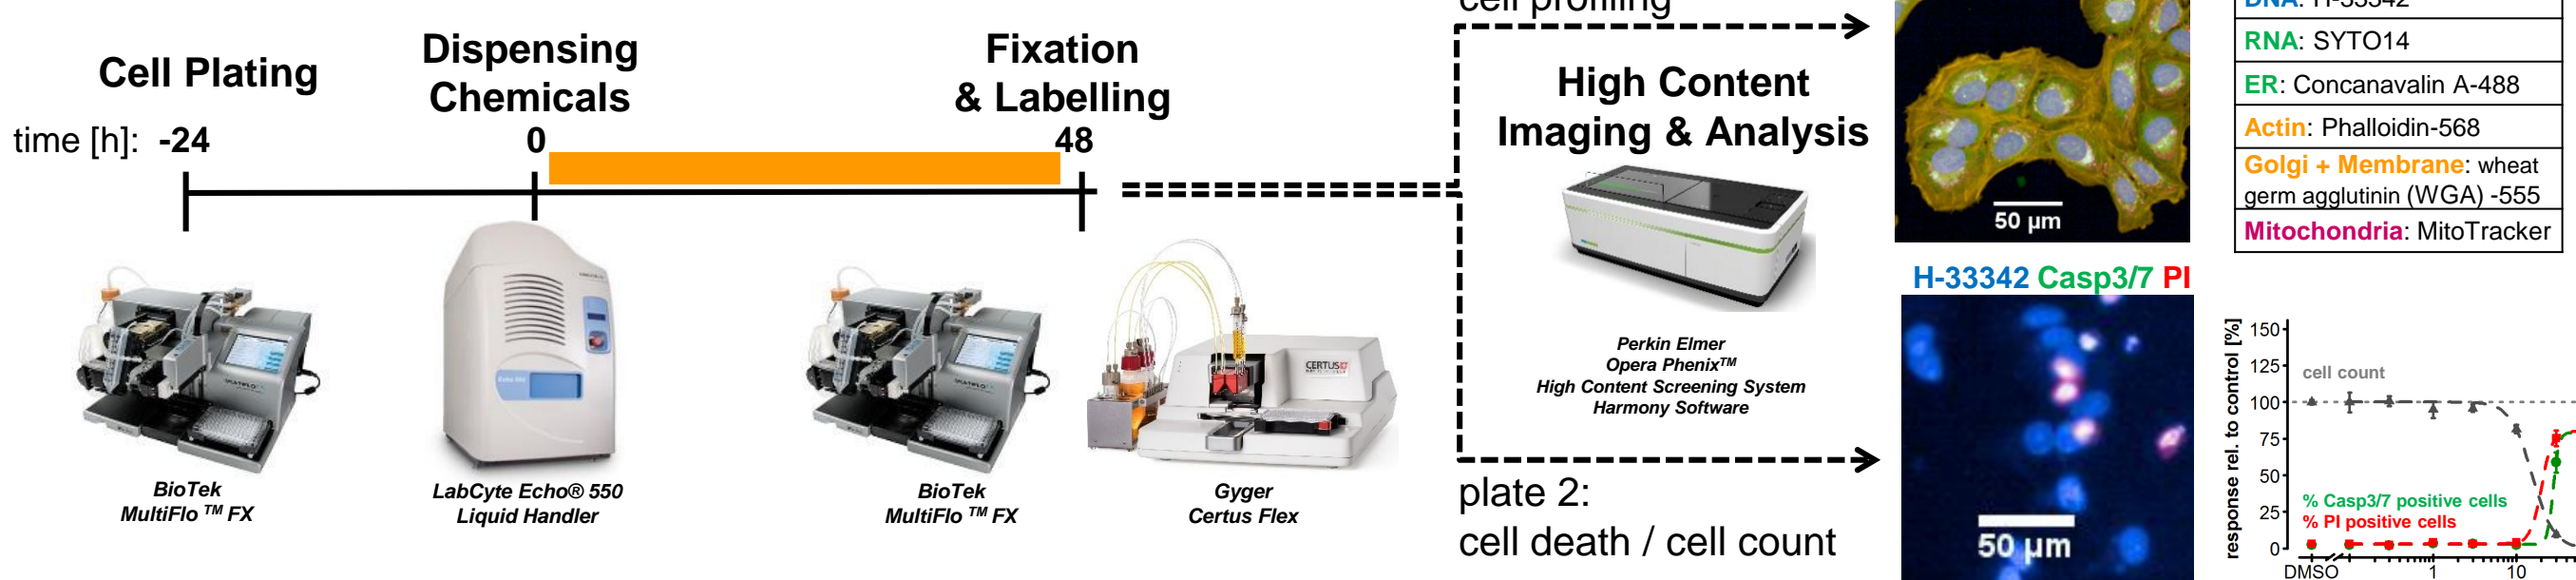 cell profiling
DNA: H-33342
RNA: SYTO14
ER: Concanavalin A-488
Actin: Phalloidin-568
Golgi + Membrane: wheat
germ agglutinin (WGA) -555
Mitochondria: MitoTracker
Cell Plating
Dispensing
Chemicals
Fixation
& Labelling
time [h]: -24 0 48
High Content
Imaging & Analysis
50 µm
BioTek
MultiFlo ™ FX
LabCyte Echo® 550
Liquid Handler
BioTek
MultiFlo ™ FX
CERTUS
Gyger
Certus Flex
Perkin Elmer
Opera Phenix™
High Content Screening System
Harmony Software
plate 2:
cell death / cell count
H-33342 Casp3/7 PI
50 µm
response rel. to control [%]
150
125
100
75
50
25
0
cell count
% Casp3/7 positive cells
% PI positive cells
DMSO 1 10